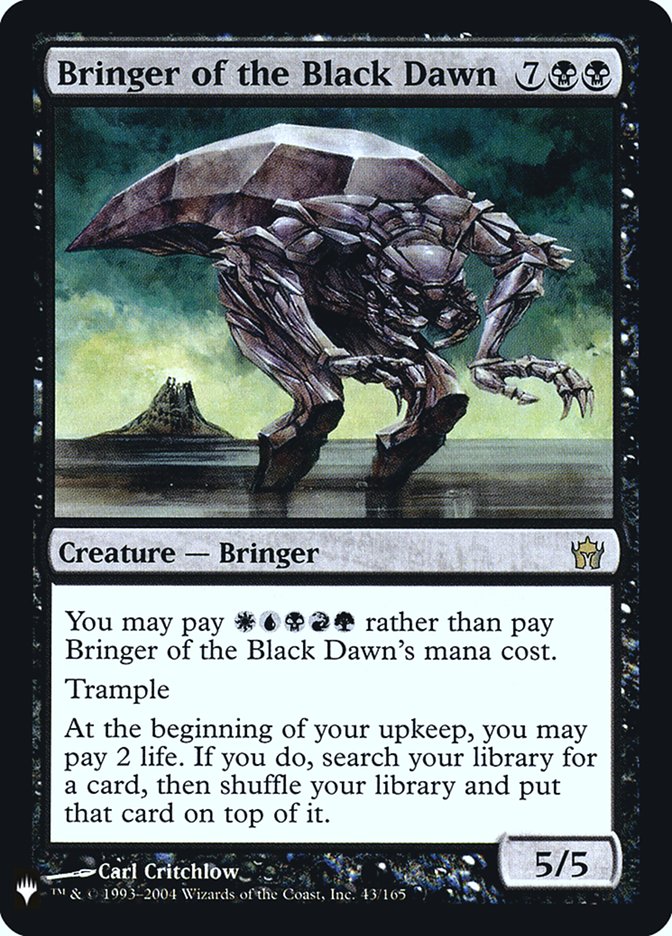 Bringer of the Black Dawn 7
Creature — Bringer
You may pay rather than pay
Bringer of the Black Dawn's mana cost.
Trample
At the beginning of your upkeep, you may
pay 2 life. If you do, search your library for
a card, then shuffle your library and put
that card on top of it.
5/5
Carl Critchlow
™ & © 1993–2004 Wizards of the Coast, Inc. 43/165